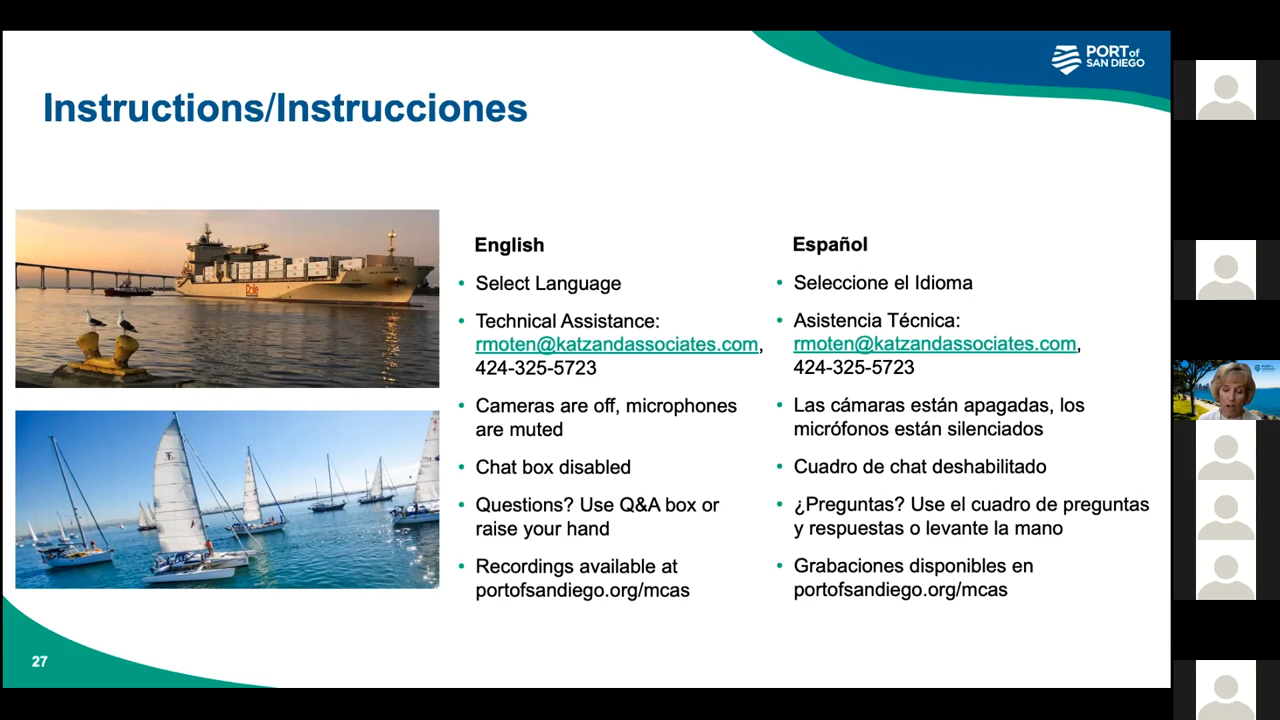 PORT of
SAN DIEGO
Instructions/Instrucciones
English
• Select Language
• Technical Assistance:
rmoten@katzandassociates.com,
424-325-5723
• Cameras are off, microphones
are muted
• Chat box disabled
• Questions? Use Q&A box or
raise your hand
• Recordings available at
portofsandiego.org/mcas
Español
• Seleccione el Idioma
• Asistencia Técnica:
rmoten@katzandassociates.com,
424-325-5723
• Las cámaras están apagadas, los
micrófonos están silenciados
• Cuadro de chat deshabilitado
• ¿Preguntas? Use el cuadro de preguntas
y respuestas o levante la mano
• Grabaciones disponibles en
portofsandiego.org/mcas
Dole
27